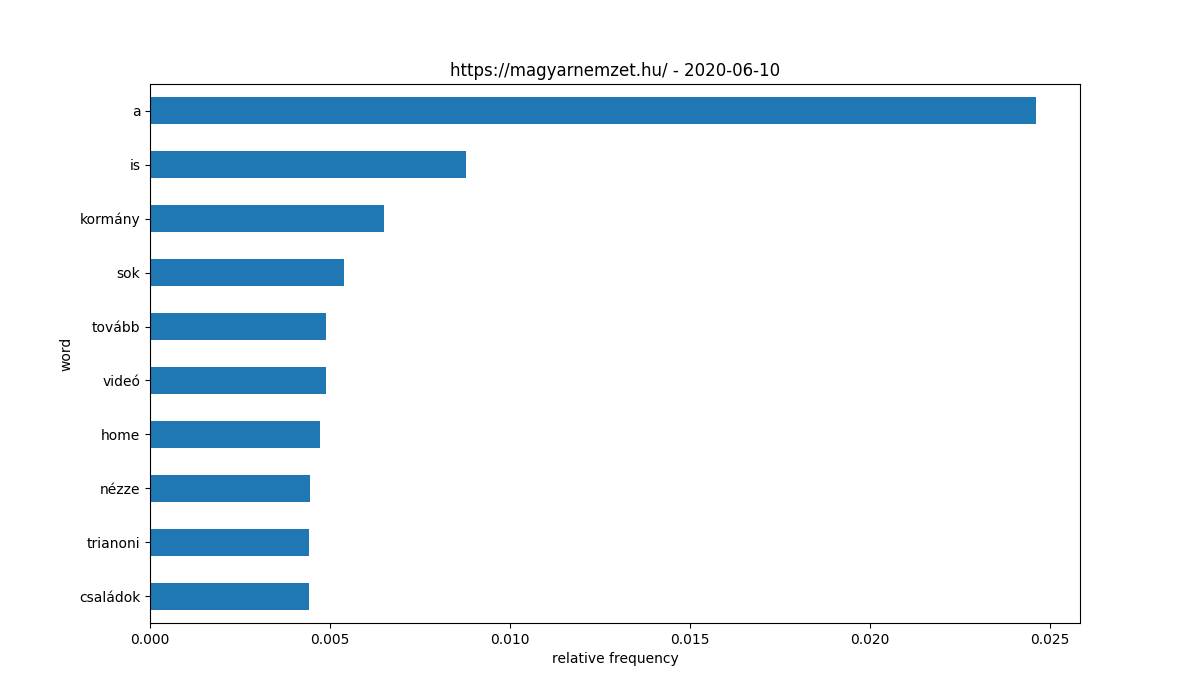 https://magyarnemzet.hu/ - 2020-06-10
a
is
kormány
sok
tovább
videó
home
nézze
trianoni
családok
word
0.000 0.005 0.010 0.015 0.020 0.025
relative frequency